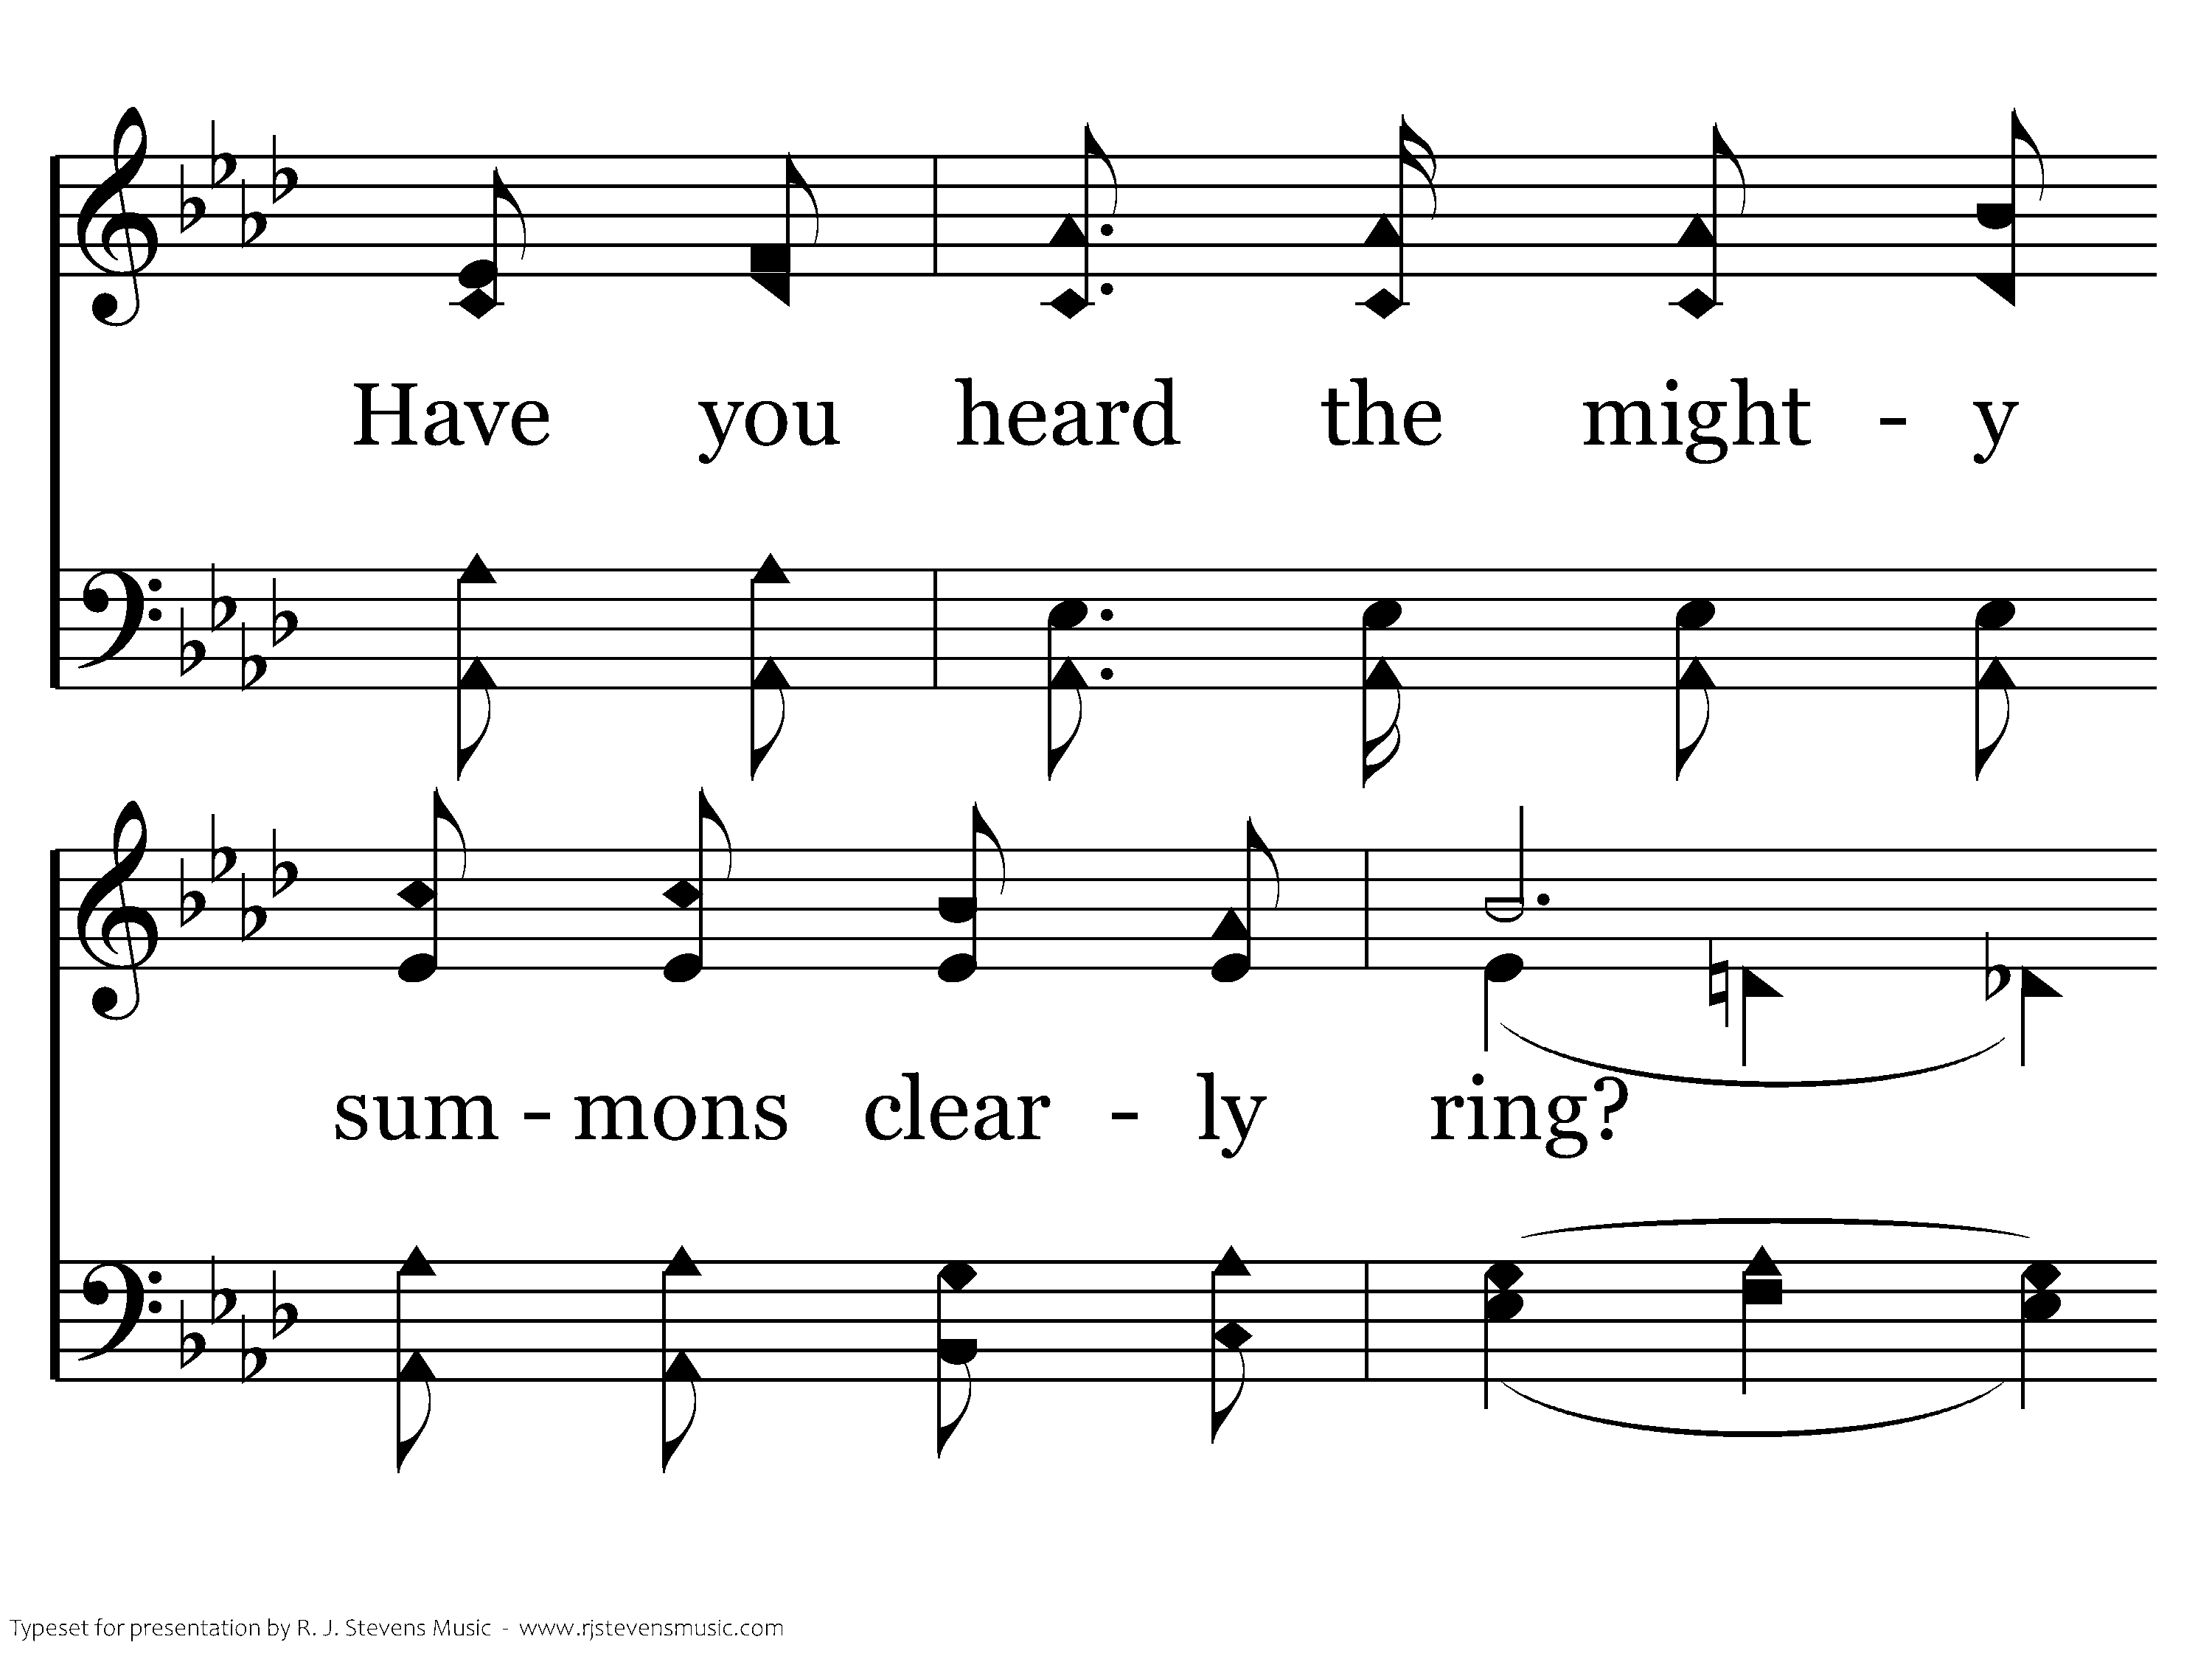 Have you heard the might - y
sum - mons clear - ly ring?
Typeset for presentation by R. J. Stevens Music - www.rjstevensmusic.com